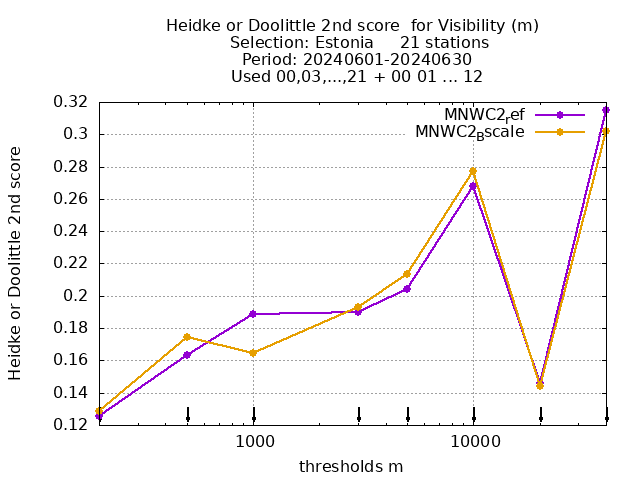 Heidke or Doolittle 2nd score  for Visibility (m)
Selection: Estonia     21 stations
Period: 20240601-20240630
Used 00,03,...,21 + 00 01 ... 12
Heidke or Doolittle 2nd score
0.32
0.3
0.28
0.26
0.24
0.22
0.2
0.18
0.16
0.14
0.12
MNWC2ref
MNWC2Bscale
1000
10000
thresholds m